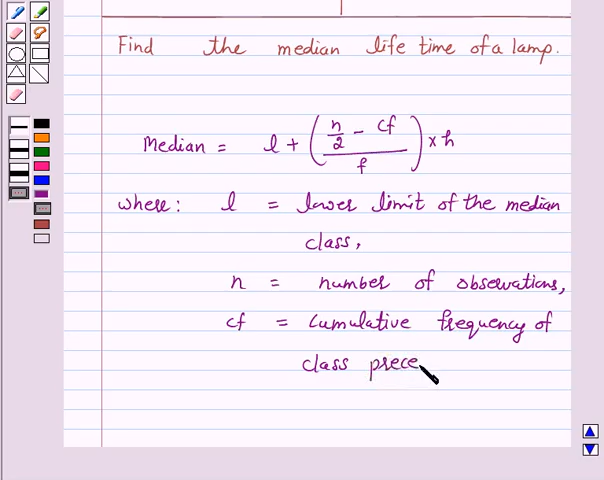 Find the median life time of a lamp.
Median = l + ( (n/2 - cf) / f ) × h
where: l = lower limit of the median
class,
n = number of observations,
cf = cumulative frequency of
class prece